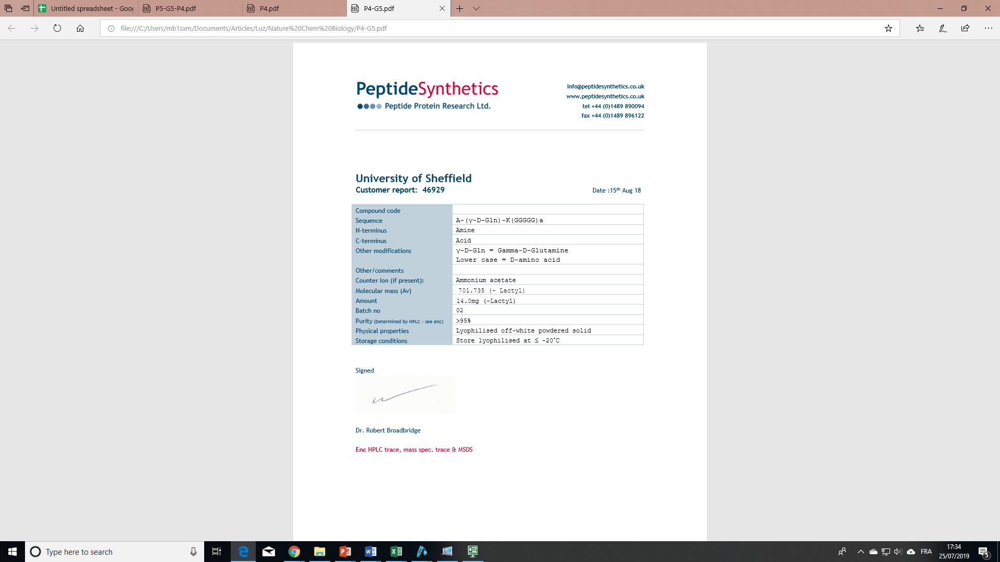 Untitled spreadsheet - Goog
P5-G5-P4.pdf
P4.pdf
P4-G5.pdf
file:///C:/Users/mb1sxm/Documents/Articles/Luz/Nature%20Chem%20Biology/P4-G5.pdf
PeptideSynthetics
Peptide Protein Research Ltd.
info@peptidesynthetics.co.uk
www.peptidesynthetics.co.uk
tel +44 (0)1489 890094
fax +44 (0)1489 896122
University of Sheffield
Customer report: 46929
Date :15th Aug 18
Compound code
Sequence A-(γ-D-Gln)-K(GGGGG)a
N-terminus Amine
C-terminus Acid
Other modifications γ-D-Gln = Gamma-D-Glutamine
Lower case = D-amino acid
Other/comments
Counter Ion (if present): Ammonium acetate
Molecular mass (Av) 701.735 (- Lactyl)
Amount 14.0mg (-Lactyl)
Batch no 02
Purity (Determined by HPLC - see enc) >95%
Physical properties Lyophilised off-white powdered solid
Storage conditions Store lyophilised at ≤ -20°C
Signed
Dr. Robert Broadbridge
Enc HPLC trace, mass spec. trace & MSDS
Type here to search
FRA
17:34
25/07/2019
5